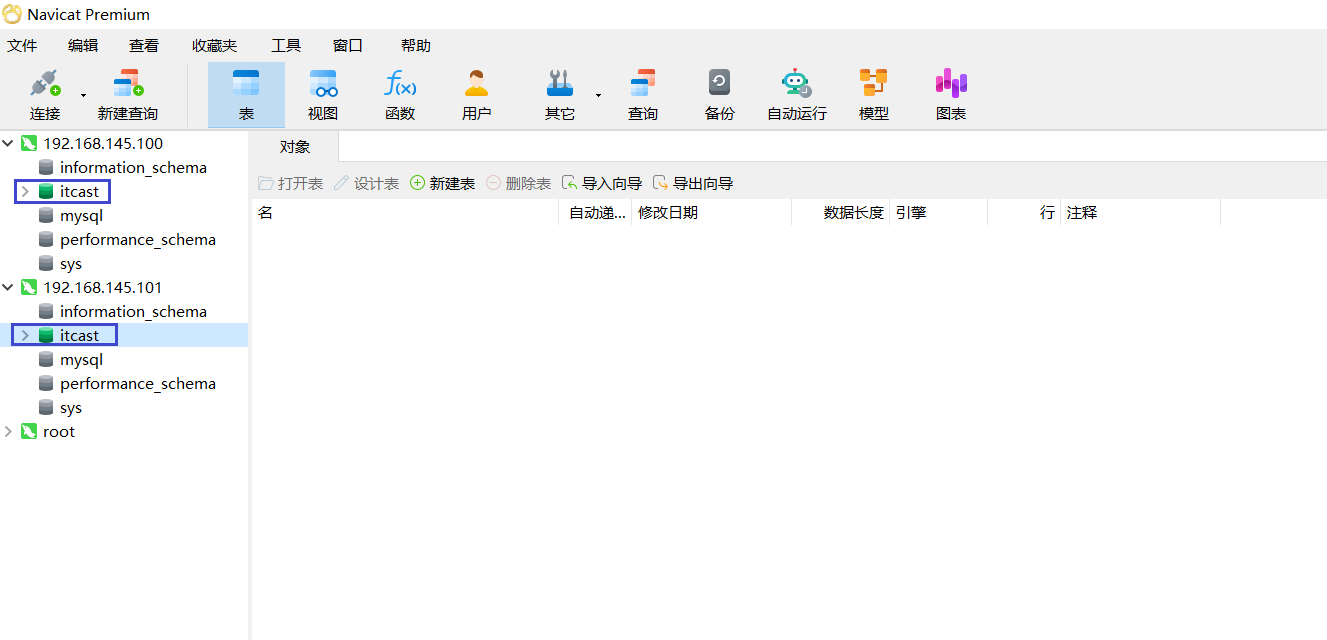 Navicat Premium
文件 编辑 查看 收藏夹 工具 窗口 帮助
连接 新建查询 表 视图 函数 用户 其它 查询 备份 自动运行 模型 图表
192.168.145.100
information_schema
itcast
mysql
performance_schema
sys
192.168.145.101
information_schema
itcast
mysql
performance_schema
sys
root
对象
打开表 设计表 新建表 删除表 导入向导 导出向导
名 自动递... 修改日期 数据长度 引擎 行 注释